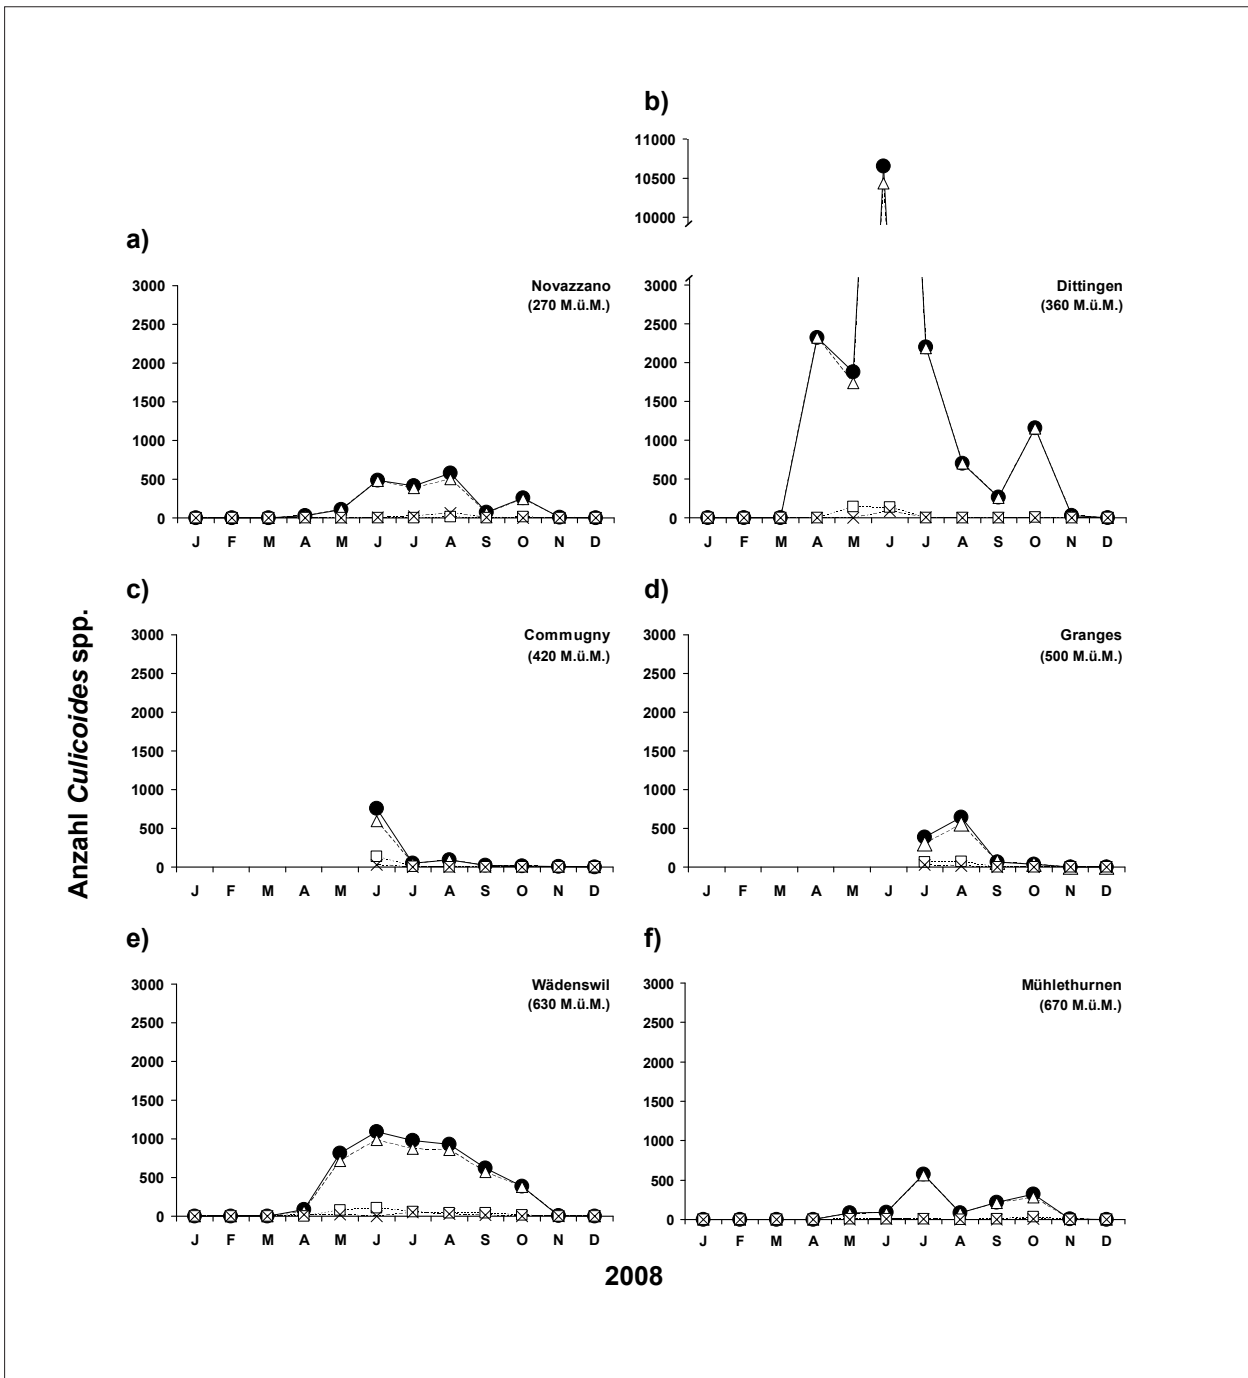 b)
11000
10500
10000
a)
Novazzano
(270 M.ü.M.)
3000
2500
2000
1500
1000
500
0
J F M A M J J A S O N D
Dittingen
(360 M.ü.M.)
3000
2500
2000
1500
1000
500
0
J F M A M J J A S O N D
c)
Commugny
(420 M.ü.M.)
3000
2500
2000
1500
1000
500
0
J F M A M J J A S O N D
d)
Granges
(500 M.ü.M.)
3000
2500
2000
1500
1000
500
0
J F M A M J J A S O N D
Anzahl Culicoides spp.
e)
Wädenswil
(630 M.ü.M.)
3000
2500
2000
1500
1000
500
0
J F M A M J J A S O N D
f)
Mühlethurnen
(670 M.ü.M.)
3000
2500
2000
1500
1000
500
0
J F M A M J J A S O N D
2008